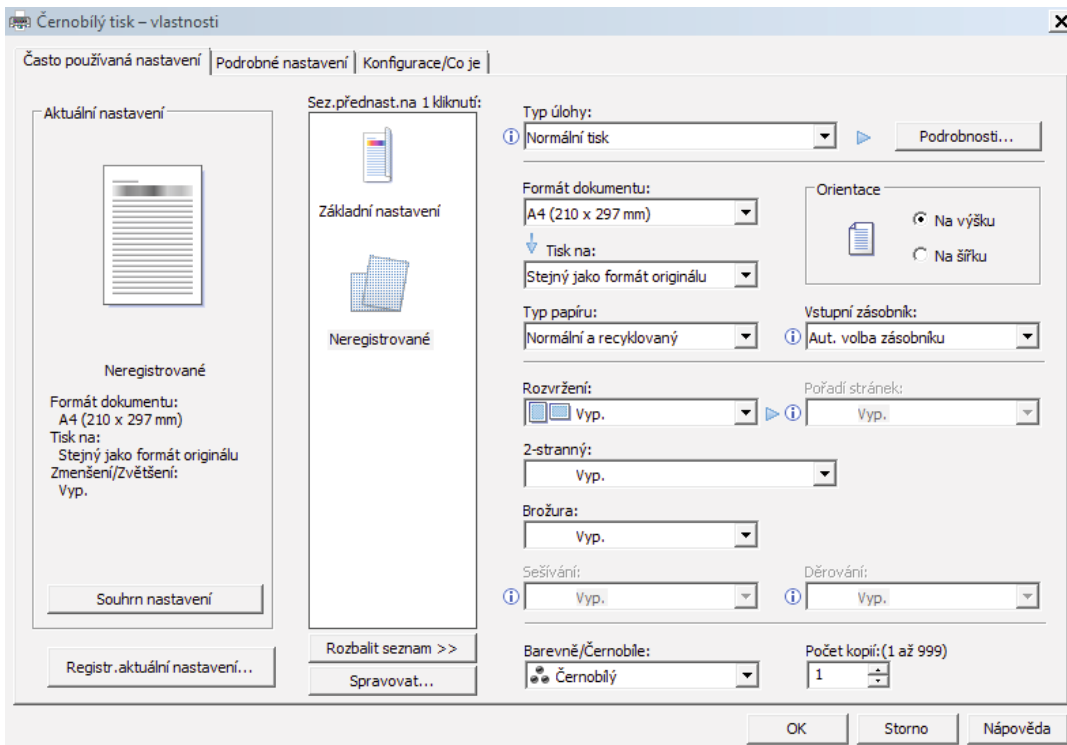 Černobílý tisk – vlastnosti
Často používaná nastavení
Podrobné nastavení
Konfigurace/Co je
Aktuální nastavení
Neregistrované
Formát dokumentu:
A4 (210 x 297 mm)
Tisk na:
Stejný jako formát originálu
Zmenšení/Zvětšení:
Vyp.
Souhrn nastavení
Registr.aktuální nastavení...
Sez.přednast.na 1 kliknutí:
Základní nastavení
Neregistrované
Rozbalit seznam >>
Spravovat...
Typ úlohy:
Normální tisk
Podrobnosti...
Formát dokumentu:
A4 (210 x 297 mm)
Tisk na:
Stejný jako formát originálu
Orientace
Na výšku
Na šířku
Typ papíru:
Normální a recyklovaný
Vstupní zásobník:
Aut. volba zásobníku
Rozvržení:
Vyp.
Pořadí stránek:
Vyp.
2-stranný:
Vyp.
Brožura:
Vyp.
Sešívání:
Vyp.
Děrování:
Vyp.
Barevně/Černobíle:
Černobílý
Počet kopií:(1 až 999)
1
OK
Storno
Nápověda